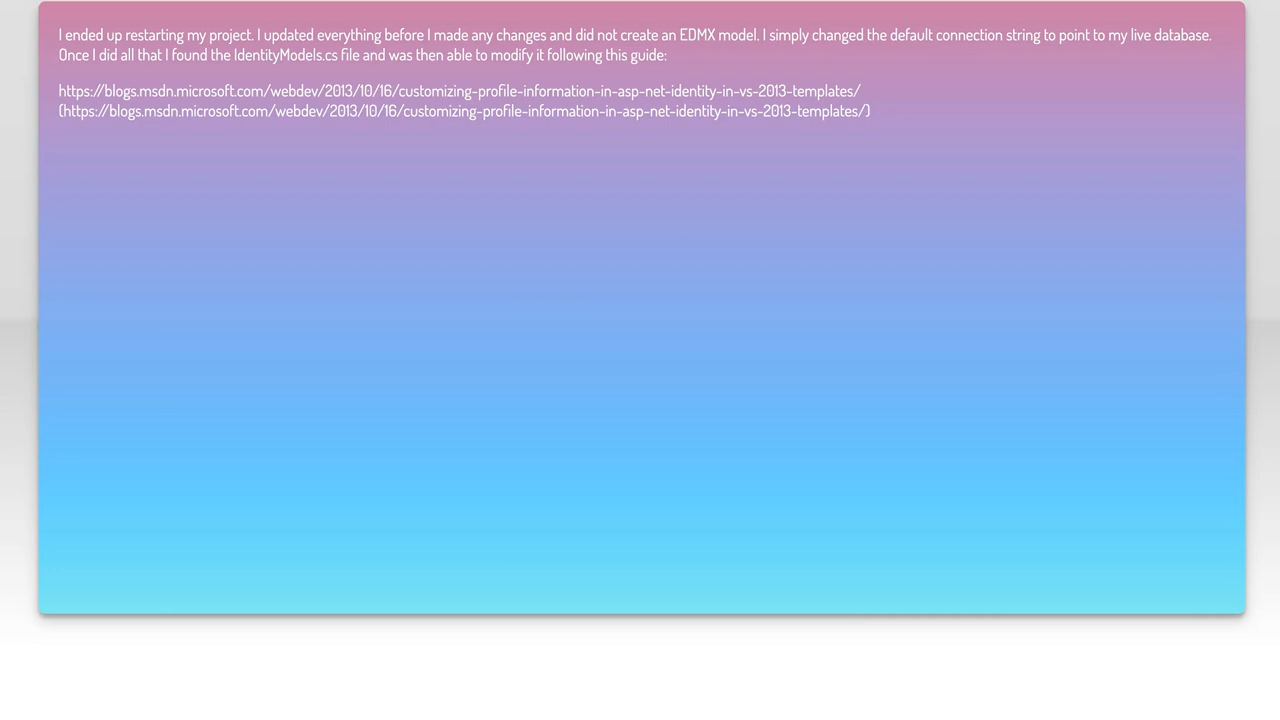 I ended up restarting my project. I updated everything before I made any changes and did not create an EDMX model. I simply changed the default connection string to point to my live database.
Once I did all that I found the IdentityModels.cs file and was then able to modify it following this guide:
https://blogs.msdn.microsoft.com/webdev/2013/10/16/customizing-profile-information-in-asp-net-identity-in-vs-2013-templates/
(https://blogs.msdn.microsoft.com/webdev/2013/10/16/customizing-profile-information-in-asp-net-identity-in-vs-2013-templates/)